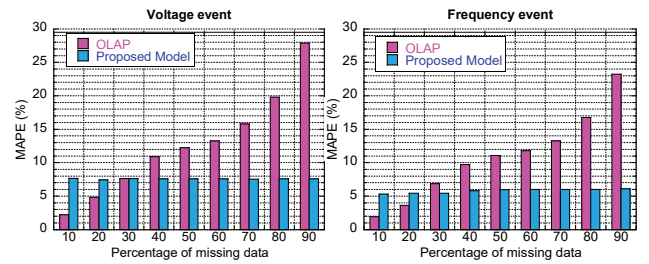 Voltage event
30
25
20
15
10
5
0
MAPE (%)
OLAP
Proposed Model
10 20 30 40 50 60 70 80 90
Percentage of missing data
Frequency event
30
25
20
15
10
5
0
MAPE (%)
OLAP
Proposed Model
10 20 30 40 50 60 70 80 90
Percentage of missing data